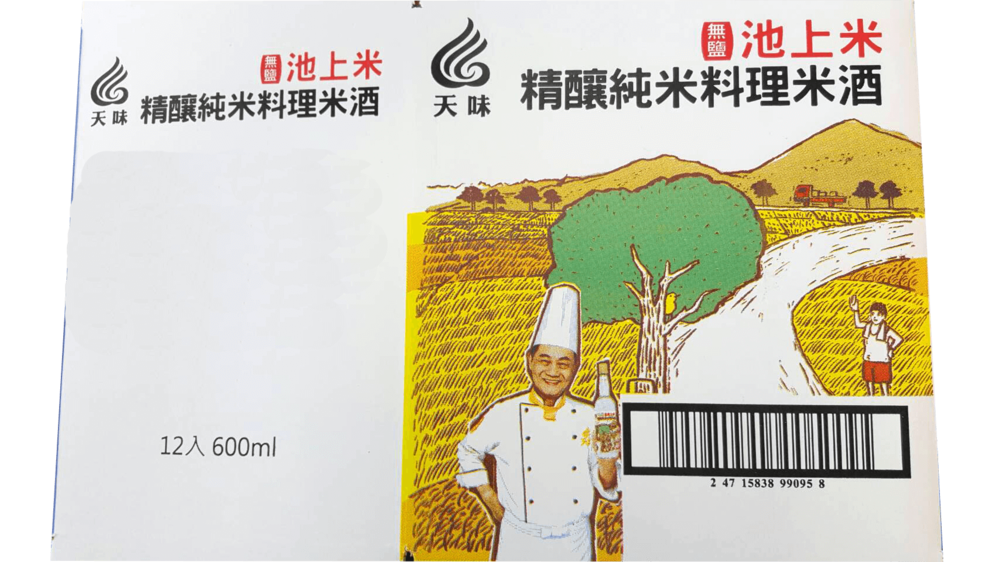 天味
無鹽 池上米
精釀純米料理米酒
12入 600ml
天味
無鹽 池上米
精釀純米料理米酒
2 47 15838 99095 8